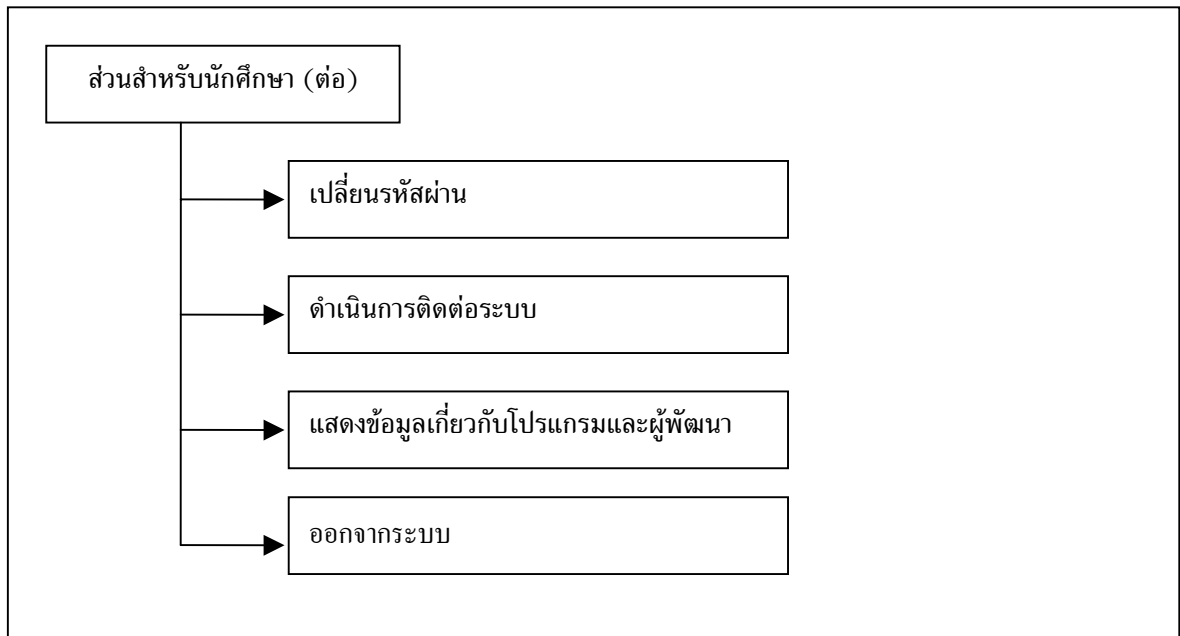 ส่วนสำหรับนักศึกษา (ต่อ)
เปลี่ยนรหัสผ่าน
ดำเนินการติดต่อระบบ
แสดงข้อมูลเกี่ยวกับโปรแกรมและผู้พัฒนา
ออกจากระบบ